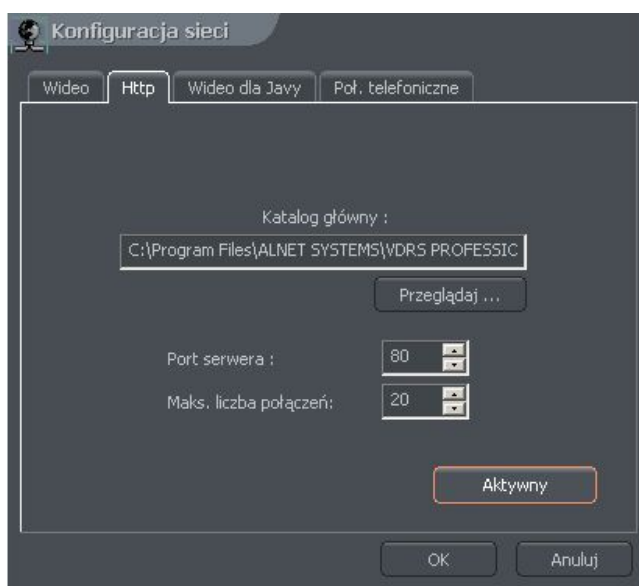 Konfiguracja sieci
Wideo Http Wideo dla Javy Poł. telefoniczne
Katalog główny :
C:\Program Files\ALNET SYSTEMS\VDRS PROFESSIC
Przeglądaj ...
Port serwera : 80
Maks. liczba połączeń: 20
Aktywny
OK Anuluj